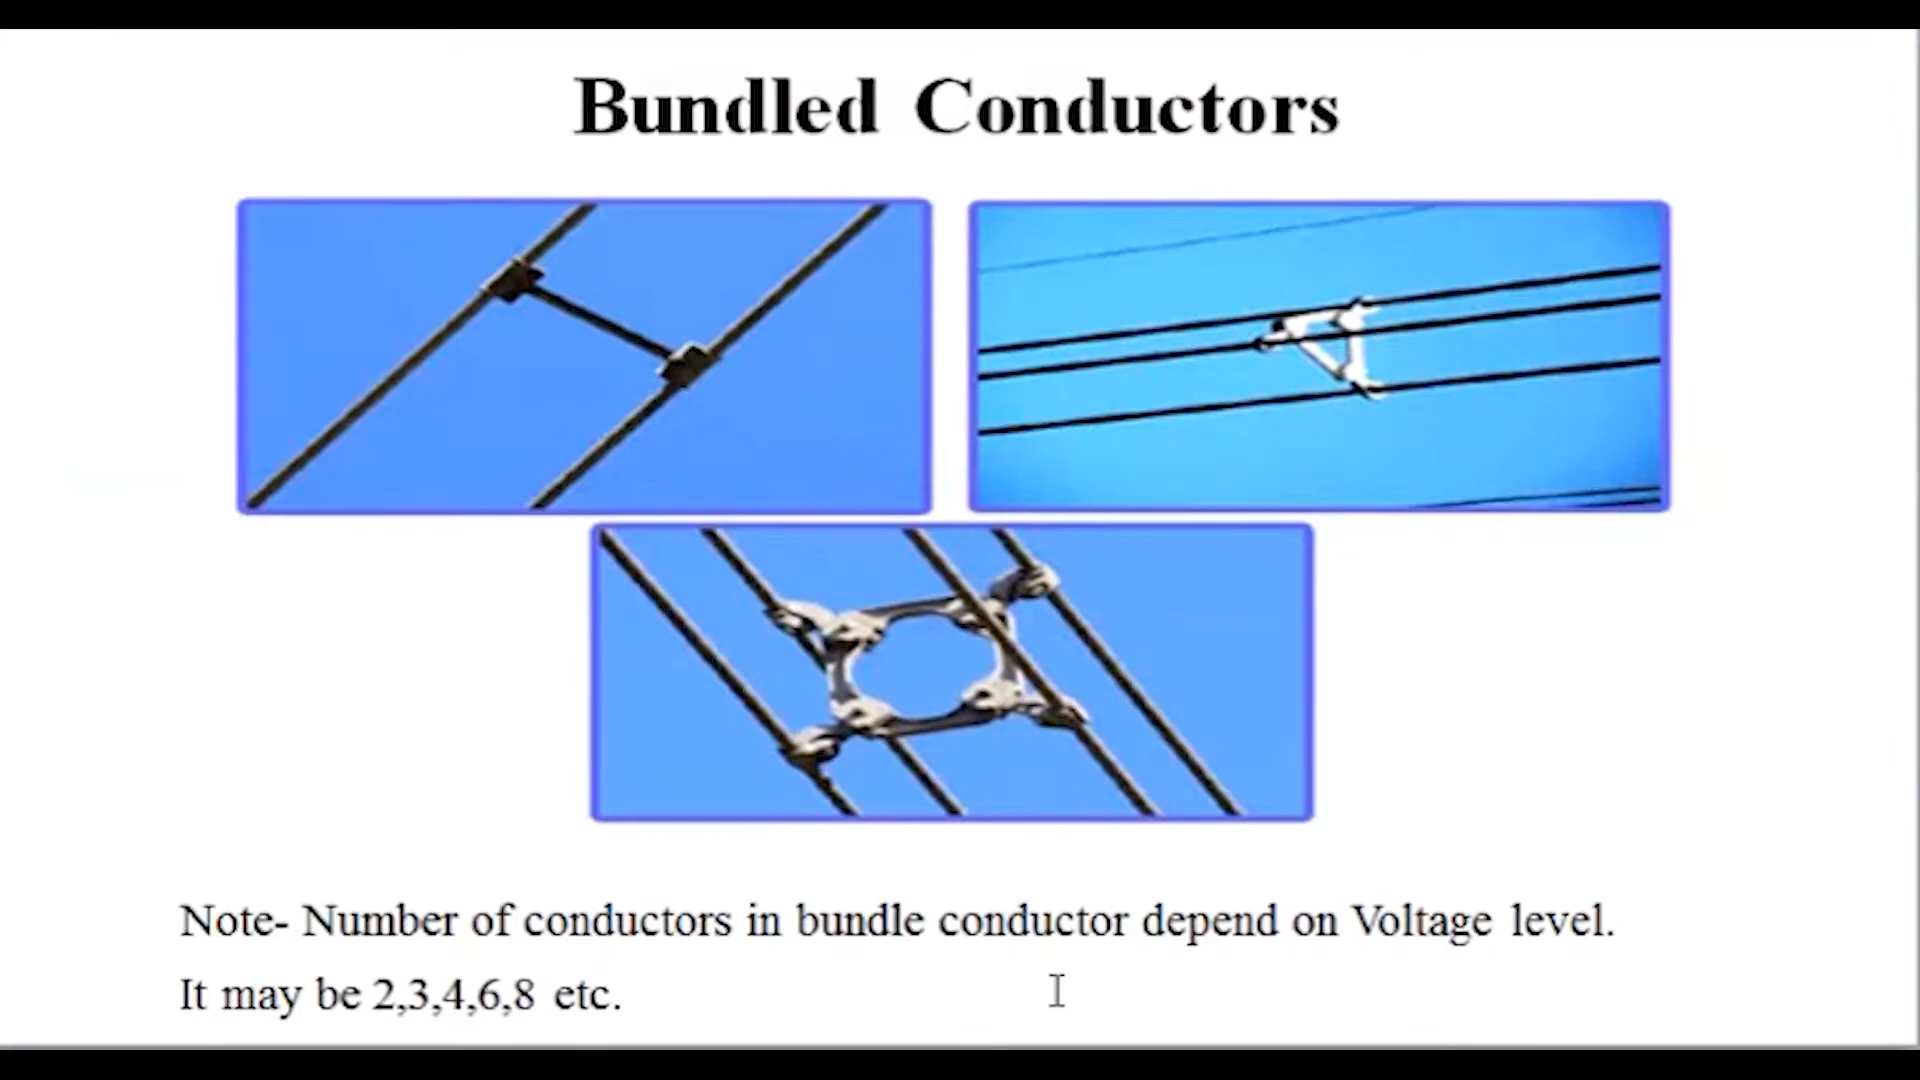 Bundled Conductors
Note- Number of conductors in bundle conductor depend on Voltage level.
It may be 2,3,4,6,8 etc.